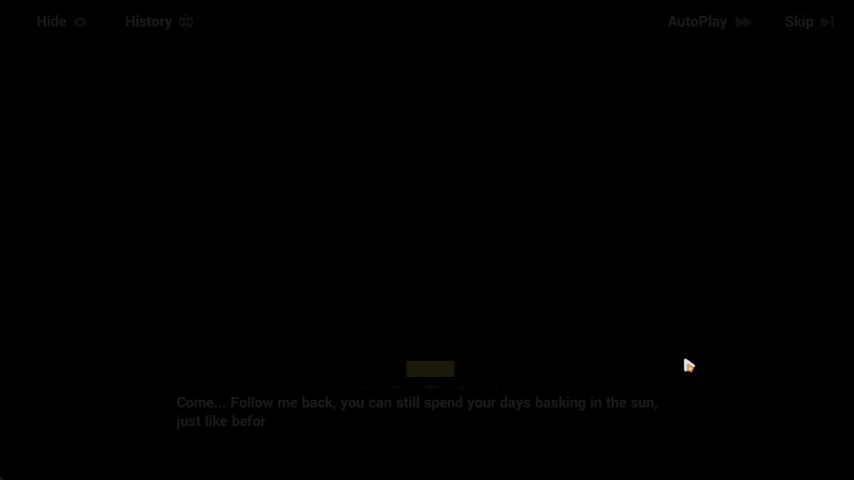 Hide
History
AutoPlay
Skip
Come... Follow me back, you can still spend your days basking in the sun,
just like befor